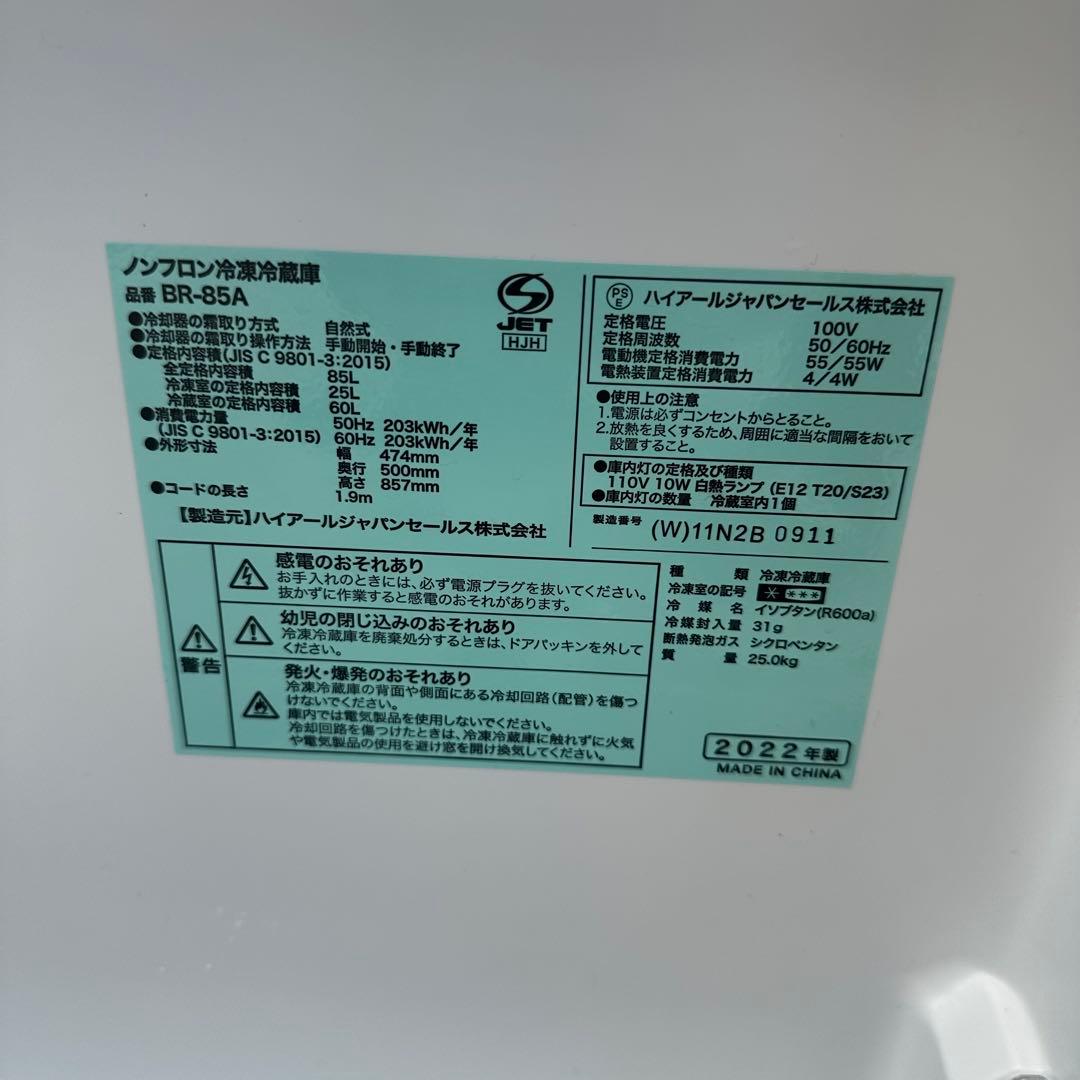 ノンフロン冷凍冷蔵庫
品番 BR-85A
●冷却器の霜取り方式 自然式
●冷却器の霜取り操作方法 手動開始・手動終了
●定格内容積(JIS C 9801-3:2015)
全定格内容積 85L
冷凍室の定格内容積 25L
冷蔵室の定格内容積 60L
●消費電力量 50Hz 203kWh/年
(JIS C 9801-3:2015) 60Hz 203kWh/年
●外形寸法 幅 474mm
奥行 500mm
高さ 857mm
●コードの長さ 1.9m
【製造元】ハイアールジャパンセールス株式会社
JET
HJH
PS
E
ハイアールジャパンセールス株式会社
定格電圧 100V
定格周波数 50/60Hz
電動機定格消費電力 55/55W
電熱装置定格消費電力 4/4W
●使用上の注意
1.電源は必ずコンセントからとること。
2.放熱を良くするため、周囲に適当な間隔をおいて
設置すること。
●庫内灯の定格及び種類
110V 10W 白熱ランプ (E12 T20/S23)
●庫内灯の数量 冷蔵室内1個
製造番号 (W)11N2B 0911
警告
感電のおそれあり
お手入れのときには、必ず電源プラグを抜いてください。
抜かずに作業すると感電のおそれがあります。
幼児の閉じ込みのおそれあり
冷凍冷蔵庫を廃棄処分するときは、ドアパッキンを外して
ください。
発火・爆発のおそれあり
冷凍冷蔵庫の背面や側面にある冷却回路(配管)を傷つ
けないでください。
庫内では電気製品を使用しないでください。
冷却回路を傷つけたときは、冷凍冷蔵庫に触れずに火気
や電気製品の使用を避け窓を開け換気してください。
種類 冷凍冷蔵庫
冷凍室の記号 * ***
冷媒名 イソブタン(R600a)
冷媒封入量 31g
断熱発泡ガス シクロペンタン
質量 25.0kg
2022年製
MADE IN CHINA